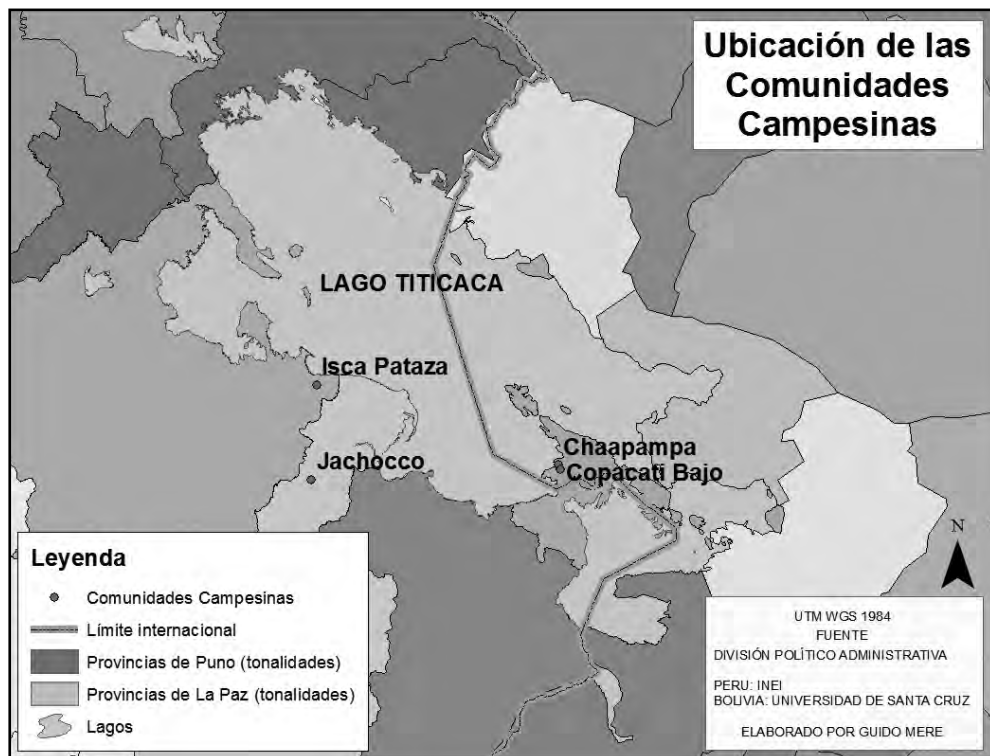 Ubicación de las
Comunidades
Campesinas
LAGO TITICACA
Isca Pataza
Chaapampa
Copacati Bajo
Jachocco
Leyenda
Comunidades Campesinas
Límite internacional
Provincias de Puno (tonalidades)
Provincias de La Paz (tonalidades)
Lagos
N
UTM WGS 1984
FUENTE
DIVISIÓN POLÍTICO ADMINISTRATIVA
PERU: INEI
BOLIVIA: UNIVERSIDAD DE SANTA CRUZ
ELABORADO POR GUIDO MERE